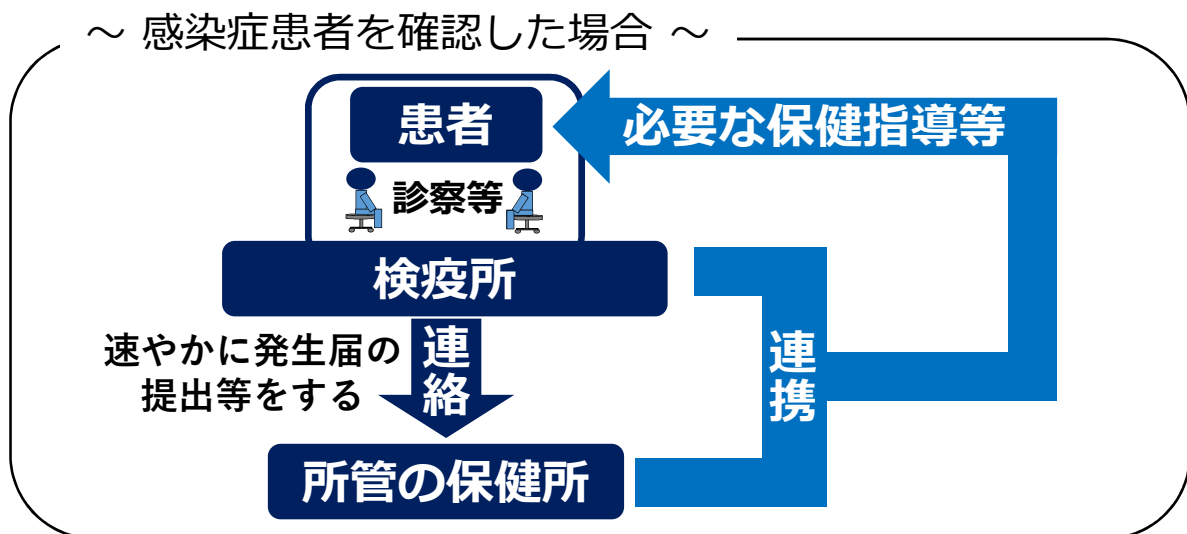 ～ 感染症患者を確認した場合 ～
患者
必要な保健指導等
診察等
検疫所
速やかに発生届の
提出等をする
連絡
連携
所管の保健所